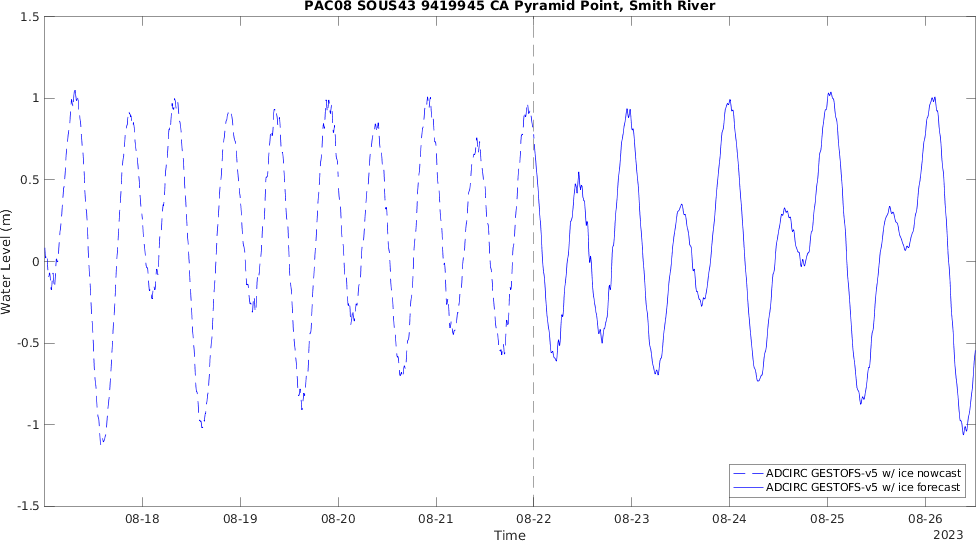 PAC08 SOUS43 9419945 CA Pyramid Point, Smith River
1.5
1
0.5
0
-0.5
-1
-1.5
Water Level (m)
ADCIRC GESTOFS-v5 w/ ice nowcast
ADCIRC GESTOFS-v5 w/ ice forecast
08-18 08-19 08-20 08-21 08-22 08-23 08-24 08-25 08-26
Time
2023